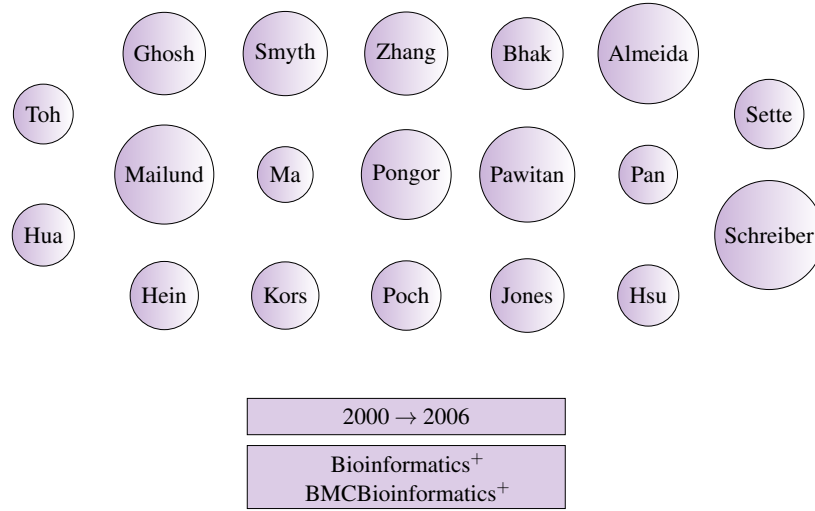 Ghosh Smyth Zhang Bhak Almeida
Toh Sette
Mailund Ma Pongor Pawitan Pan
Hua Schreiber
Hein Kors Poch Jones Hsu
2000 → 2006
Bioinformatics⁺
BMCBioinformatics⁺